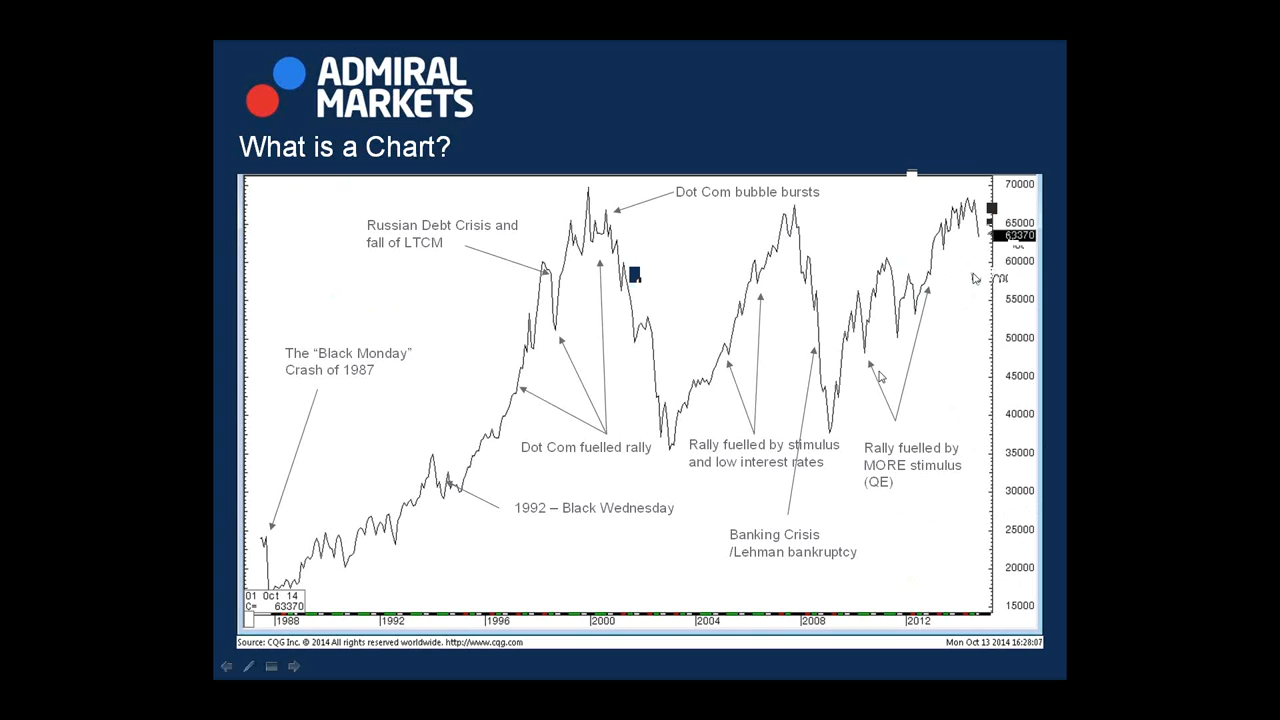 ADMIRAL
MARKETS
What is a Chart?
Dot Com bubble bursts
Russian Debt Crisis and
fall of LTCM
The “Black Monday”
Crash of 1987
Dot Com fuelled rally
Rally fuelled by stimulus
and low interest rates
Rally fuelled by
MORE stimulus
(QE)
1992 – Black Wednesday
Banking Crisis
/Lehman bankruptcy
70000
65000
63370
60000
55000
50000
45000
40000
35000
30000
25000
20000
15000
01 Oct 14
C= 63370
1988 1992 1996 2000 2004 2008 2012
Source: CQG Inc. © 2014 All rights reserved worldwide. http://www.cqg.com
Mon Oct 13 2014 16:28:07